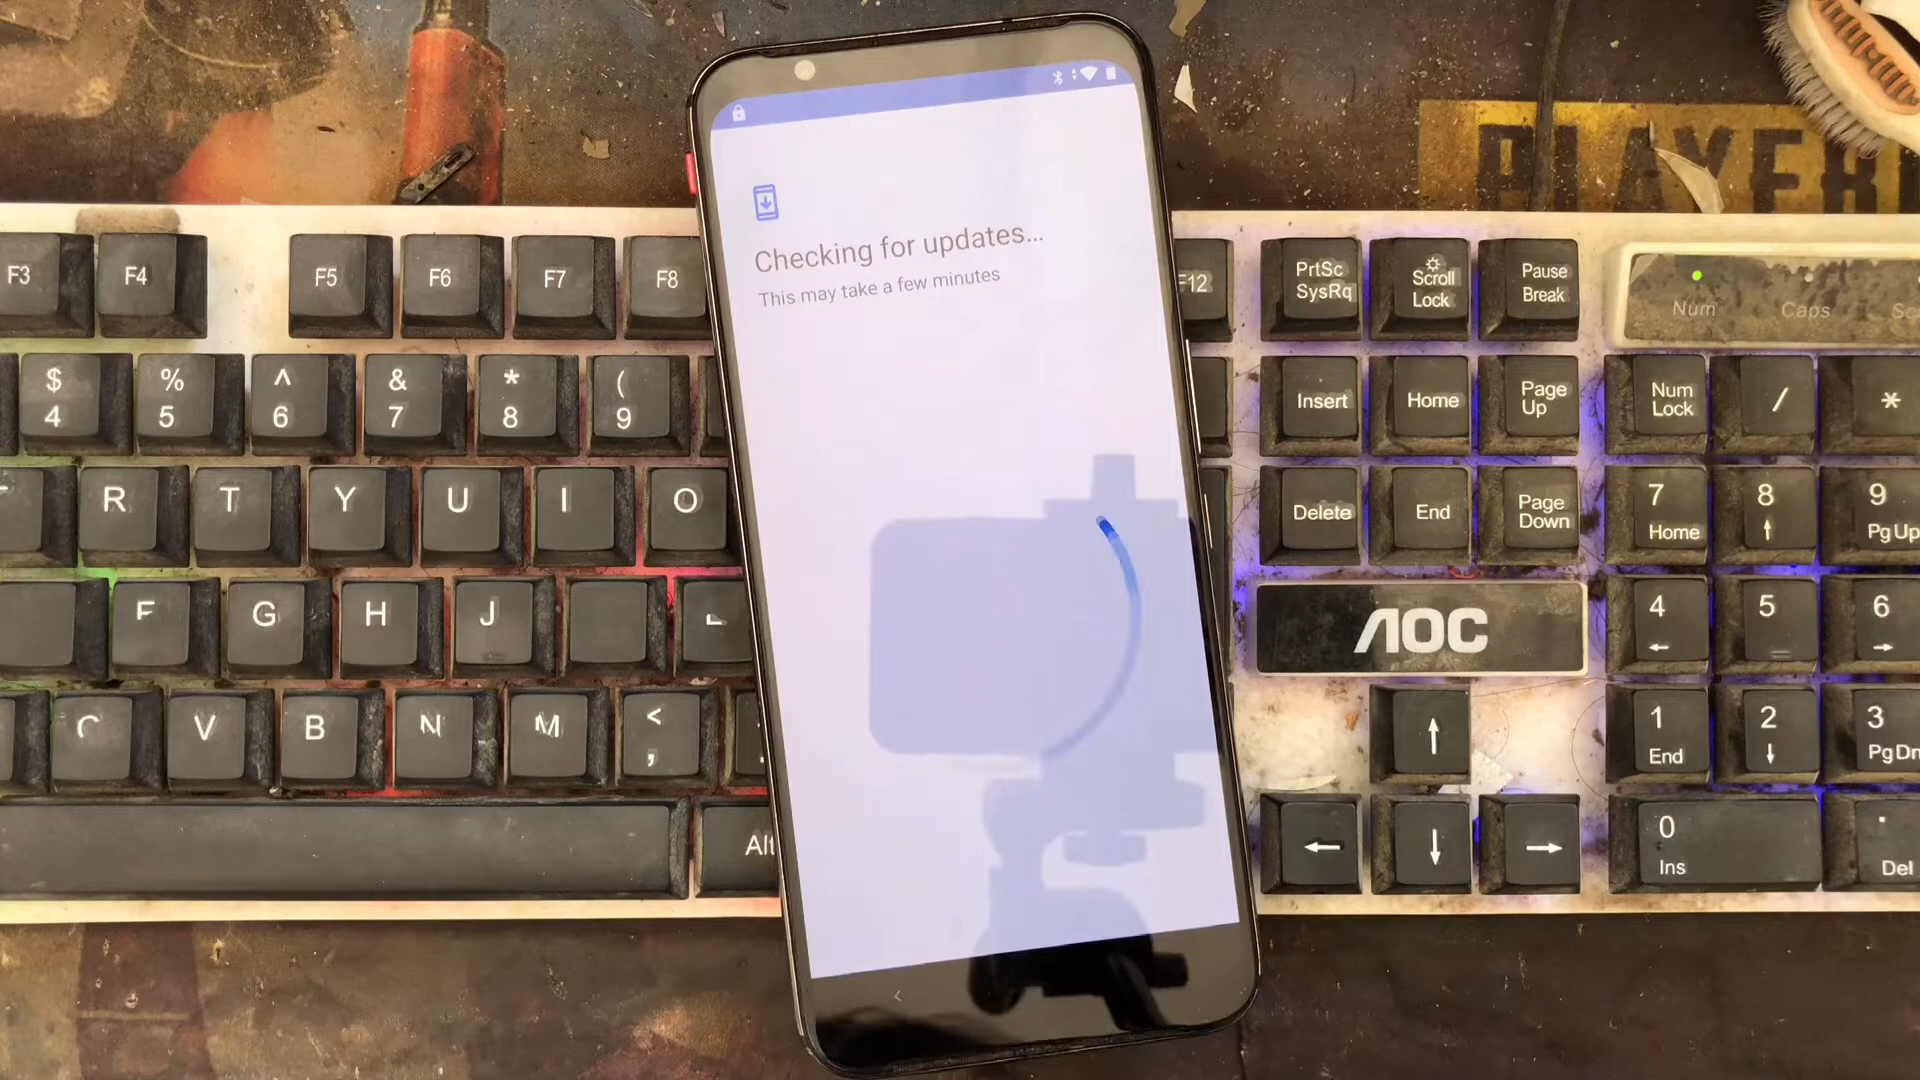 PLAYER
Checking for updates...
This may take a few minutes
F3
F4
F5
F6
F7
F8
F12
PrtSc
SysRq
Scroll
Lock
Pause
Break
Num
Caps
$
4
%
5
^
6
&
7
*
8
(
9
Insert
Home
Page
Up
Num
Lock
/
*
R
T
Y
U
I
O
Delete
End
Page
Down
7
Home
8
↑
9
PgUp
F
G
H
J
AOC
4
←
5
6
→
C
V
B
N
M
<
,
↑
1
End
2
↓
3
PgDn
Alt
←
↓
→
0
Ins
.
Del